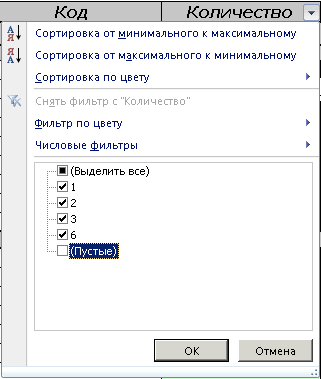 Код Количество
Сортировка от минимального к максимальному
Сортировка от максимального к минимальному
Сортировка по цвету
Снять фильтр с "Количество"
Фильтр по цвету
Числовые фильтры
(Выделить все)
1
2
3
6
(Пустые)
OK Отмена